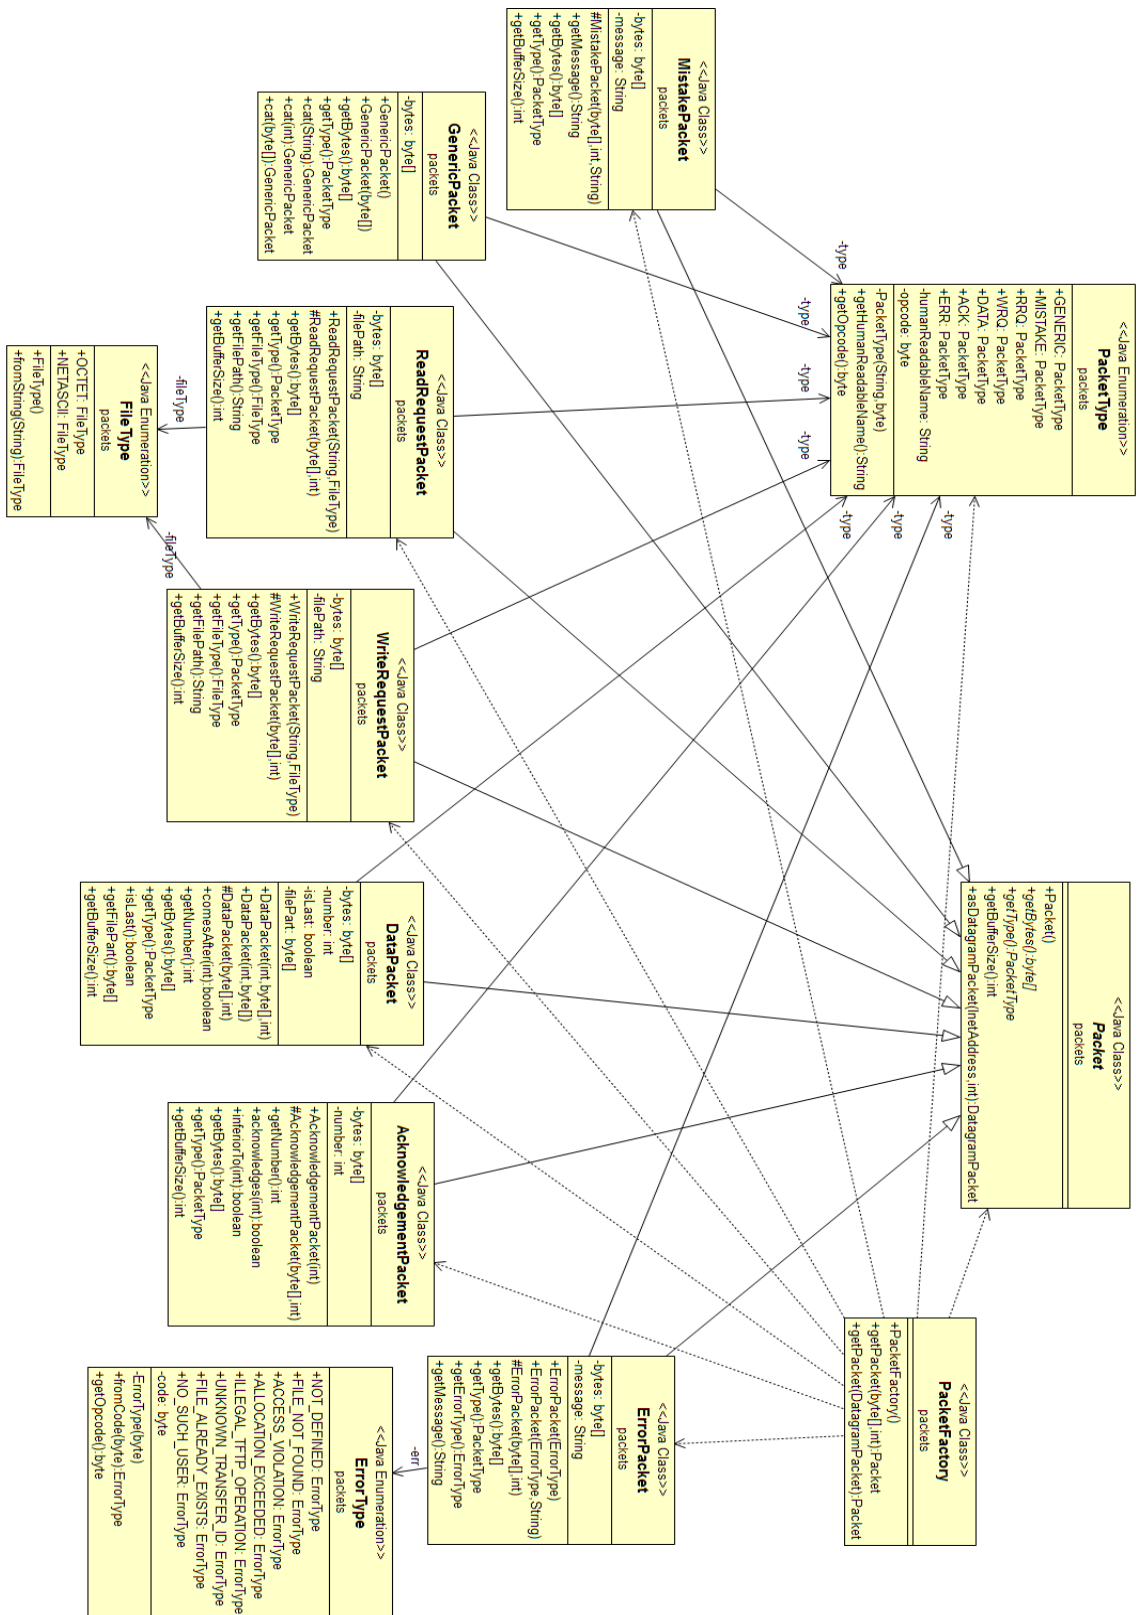 <<Java Class>>
MistakePacket
packets
-bytes: byte[]
-message: String
#MistakePacket(byte[],int,String)
+getMessage():String
+getBytes():byte[]
+getType():PacketType
+getBufferSize():int
<<Java Class>>
GenericPacket
packets
-bytes: byte[]
+GenericPacket()
+GenericPacket(byte[])
+getBytes():byte[]
+getType():PacketType
+cat(String):GenericPacket
+cat(int):GenericPacket
+cat(byte[]):GenericPacket
<<Java Enumeration>>
PacketType
packets
+GENERIC: PacketType
+MISTAKE: PacketType
+RRQ: PacketType
+WRQ: PacketType
+DATA: PacketType
+ACK: PacketType
+ERR: PacketType
-humanReadableName: String
-opcode: byte
-PacketType(String,byte)
+getHumanReadableName():String
+getOpcode():byte
-type
-type
-type
-type
-type
-type
-type
<<Java Class>>
ReadRequestPacket
packets
-bytes: byte[]
-filePath: String
+ReadRequestPacket(String,FileType)
#ReadRequestPacket(byte[],int)
+getBytes():byte[]
+getType():PacketType
+getFileType():FileType
+getFilePath():String
+getBufferSize():int
-fileType
<<Java Enumeration>>
FileType
packets
+OCTET: FileType
+NETASCII: FileType
+FileType()
+fromString(String):FileType
-fileType
<<Java Class>>
WriteRequestPacket
packets
-bytes: byte[]
-filePath: String
+WriteRequestPacket(String,FileType)
#WriteRequestPacket(byte[],int)
+getBytes():byte[]
+getType():PacketType
+getFileType():FileType
+getFilePath():String
+getBufferSize():int
<<Java Class>>
Packet
packets
+Packet()
+getBytes():byte[]
+getType():PacketType
+getBufferSize():int
+asDatagramPacket(InetAddress,int):DatagramPacket
<<Java Class>>
DataPacket
packets
-bytes: byte[]
-number: int
-isLast: boolean
-filePart: byte[]
+DataPacket(int,byte[],int)
+DataPacket(int,byte[])
#DataPacket(byte[],int)
+comesAfter(int):boolean
+getNumber():int
+getBytes():byte[]
+getType():PacketType
+isLast():boolean
+getFilePart():byte[]
+getBufferSize():int
<<Java Class>>
AcknowledgementPacket
packets
-bytes: byte[]
-number: int
+AcknowledgementPacket(int)
#AcknowledgementPacket(byte[],int)
+getNumber():int
+acknowledges(int):boolean
+inferiorTo(int):boolean
+getBytes():byte[]
+getType():PacketType
+getBufferSize():int
<<Java Class>>
PacketFactory
packets
+PacketFactory()
+getPacket(byte[],int):Packet
+getPacket(DatagramPacket):Packet
<<Java Class>>
ErrorPacket
packets
-bytes: byte[]
-message: String
+ErrorPacket(ErrorType)
+ErrorPacket(ErrorType,String)
#ErrorPacket(byte[],int)
+getBytes():byte[]
+getType():PacketType
+getErrorType():ErrorType
+getMessage():String
-err
<<Java Enumeration>>
ErrorType
packets
+NOT_DEFINED: ErrorType
+FILE_NOT_FOUND: ErrorType
+ACCESS_VIOLATION: ErrorType
+ALLOCATION_EXCEEDED: ErrorType
+ILLEGAL_TFTP_OPERATION: ErrorType
+UNKNOWN_TRANSFER_ID: ErrorType
+FILE_ALREADY_EXISTS: ErrorType
+NO_SUCH_USER: ErrorType
-code: byte
-ErrorType(byte)
+fromCode(byte):ErrorType
+getOpcode():byte